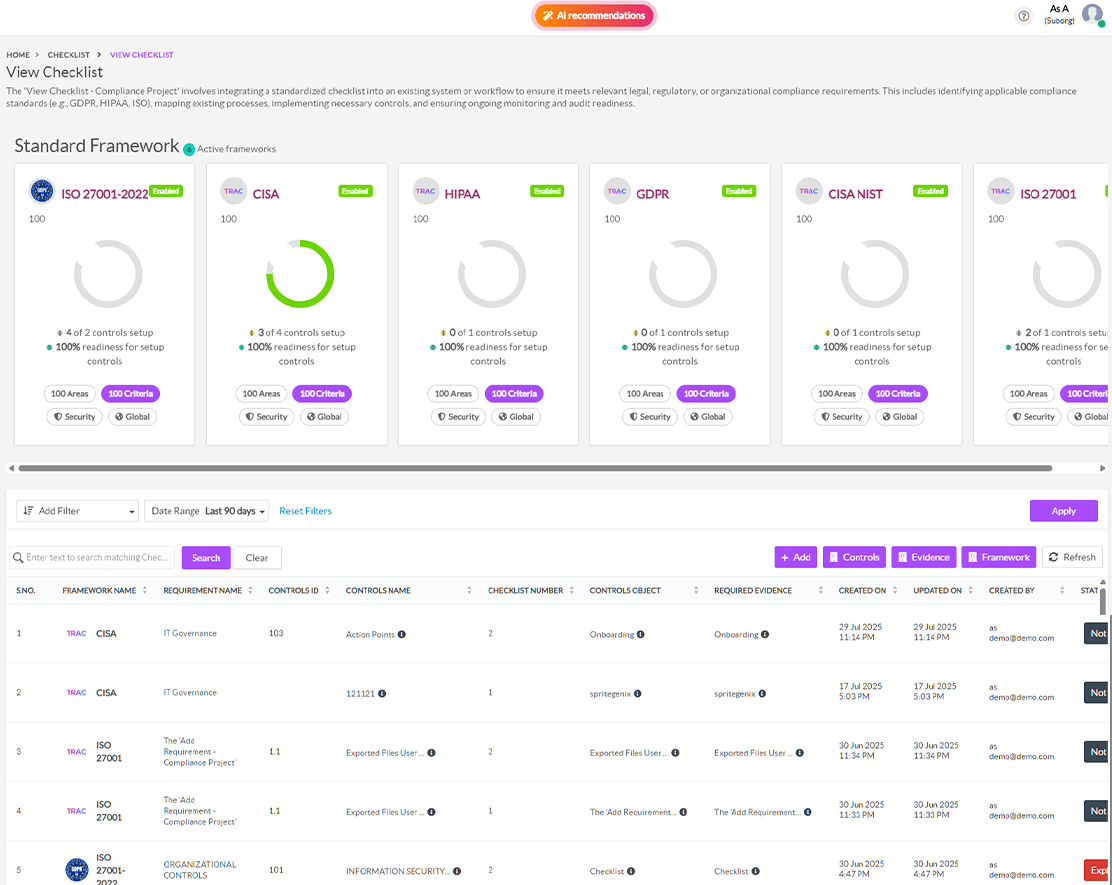 AI recommendations
As A
(Suborg)
HOME > CHECKLIST > VIEW CHECKLIST
View Checklist
The 'View Checklist - Compliance Project' involves integrating a standardized checklist into an existing system or workflow to ensure it meets relevant legal, regulatory, or organizational compliance requirements. This includes identifying applicable compliance
standards (e.g., GDPR, HIPAA, ISO), mapping existing processes, implementing necessary controls, and ensuring ongoing monitoring and audit readiness.
Standard Framework 6 Active frameworks
ISO 27001-2022 Enabled
100
4 of 2 controls setup
100% readiness for setup
controls
100 Areas 100 Criteria
Security Global
TRAC CISA Enabled
100
3 of 4 controls setup
100% readiness for setup
controls
100 Areas 100 Criteria
Security Global
TRAC HIPAA Enabled
100
0 of 1 controls setup
100% readiness for setup
controls
100 Areas 100 Criteria
Security Global
TRAC GDPR Enabled
100
0 of 1 controls setup
100% readiness for setup
controls
100 Areas 100 Criteria
Security Global
TRAC CISA NIST Enabled
100
0 of 1 controls setup
100% readiness for setup
controls
100 Areas 100 Criteria
Security Global
TRAC ISO 27001
100
2 of 1 controls setu
100% readiness for s
controls
100 Areas 100 Criter
Security Globa
Add Filter Date Range Last 90 days Reset Filters Apply
Enter text to search matching Chec... Search Clear + Add Controls Evidence Framework Refresh
S.NO. FRAMEWORK NAME REQUIREMENT NAME CONTROLS ID CONTROLS NAME CHECKLIST NUMBER CONTROLS OBJECT REQUIRED EVIDENCE CREATED ON UPDATED ON CREATED BY STAT
1 TRAC CISA IT Governance 103 Action Points 2 Onboarding Onboarding 29 Jul 2025 29 Jul 2025 as Not
11:14 PM 11:14 PM demo@demo.com
2 TRAC CISA IT Governance 121121 1 spritegenix spritegenix 17 Jul 2025 17 Jul 2025 as Not
5:03 PM 5:03 PM demo@demo.com
3 TRAC ISO The 'Add 1.1 Exported Files User ... 2 Exported Files User ... Exported Files User ... 30 Jun 2025 30 Jun 2025 as Not
27001 Requirement - 11:34 PM 11:34 PM demo@demo.com
Compliance Project'
4 TRAC ISO The 'Add 1.1 Exported Files User ... 1 The 'Add Requirement... The 'Add Requirement... 30 Jun 2025 30 Jun 2025 as Not
27001 Requirement - 11:33 PM 11:33 PM demo@demo.com
Compliance Project'
5 ISO ORGANIZATIONAL 101 INFORMATION SECURITY... 2 Checklist Checklist 30 Jun 2025 30 Jun 2025 as Exp
27001- CONTROLS 4:47 PM 4:47 PM demo@demo.com
2022